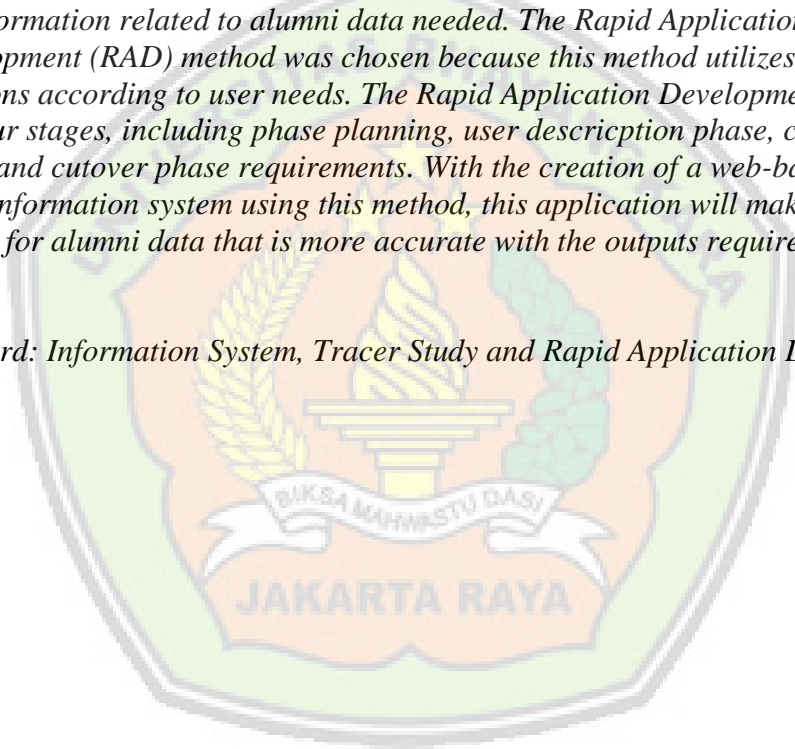 ormation related to alumni data needed. The Rapid Application
opment (RAD) method was chosen because this method utilizes
ons according to user needs. The Rapid Application Developme
ur stages, including phase planning, user descricption phase, c
and cutover phase requirements. With the creation of a web-ba
nformation system using this method, this application will mak
for alumni data that is more accurate with the outputs require
rd: Information System, Tracer Study and Rapid Application D
UNIVERSITAS BHAYANGKARA
BIKSA MAHWASTU DASI
JAKARTA RAYA